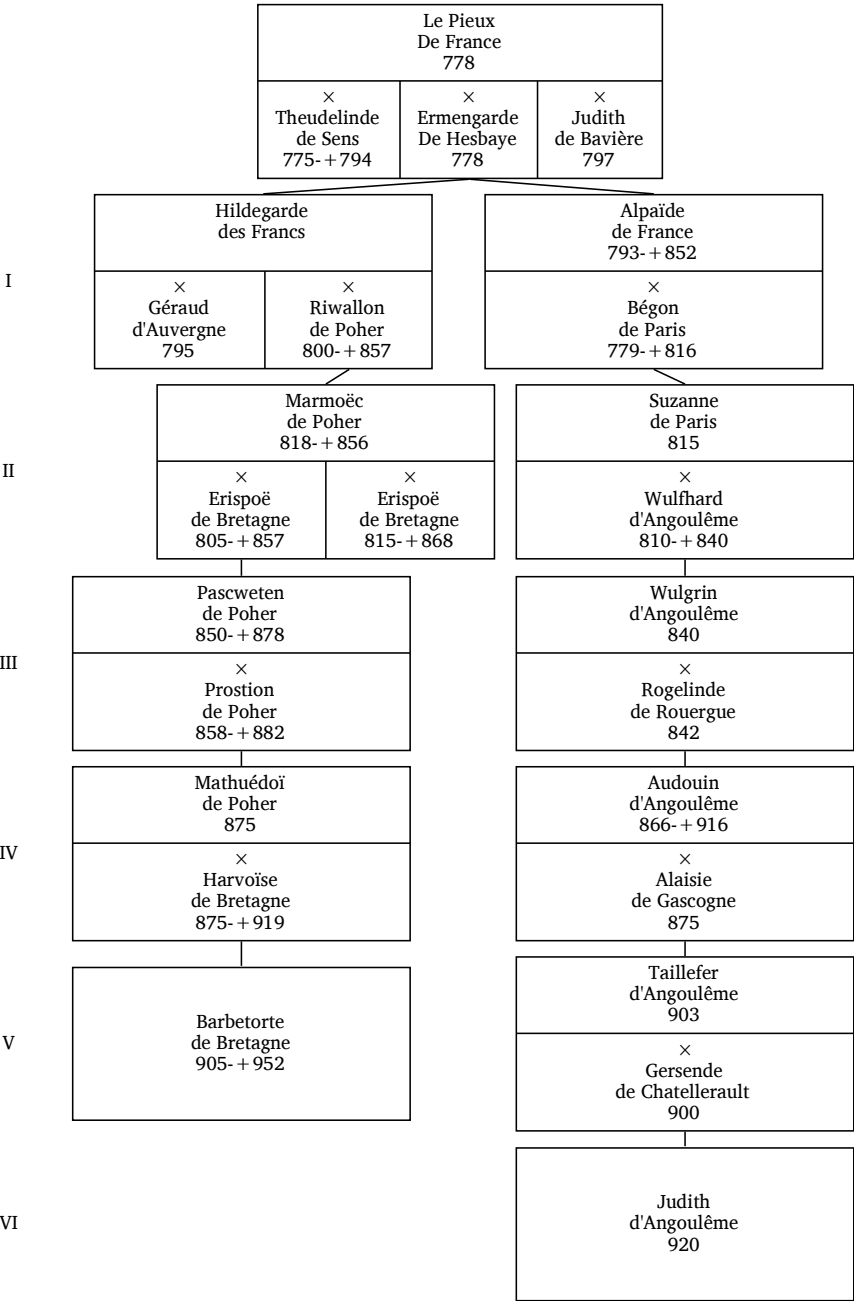 Le Pieux
De France
778
×
Theudelinde
de Sens
775-+794
×
Ermengarde
De Hesbaye
778
×
Judith
de Bavière
797
I
Hildegarde
des Francs
×
Géraud
d'Auvergne
795
×
Riwallon
de Poher
800-+857
Alpaïde
de France
793-+852
×
Bégon
de Paris
779-+816
II
Marmoëc
de Poher
818-+856
×
Erispoë
de Bretagne
805-+857
×
Erispoë
de Bretagne
815-+868
Suzanne
de Paris
815
×
Wulfhard
d'Angoulême
810-+840
III
Pascweten
de Poher
850-+878
×
Prostion
de Poher
858-+882
Wulgrin
d'Angoulême
840
×
Rogelinde
de Rouergue
842
IV
Mathuédoï
de Poher
875
×
Harvoïse
de Bretagne
875-+919
Audouin
d'Angoulême
866-+916
×
Alaisie
de Gascogne
875
V
Barbetorte
de Bretagne
905-+952
Taillefer
d'Angoulême
903
×
Gersende
de Chatellerault
900
VI
Judith
d'Angoulême
920